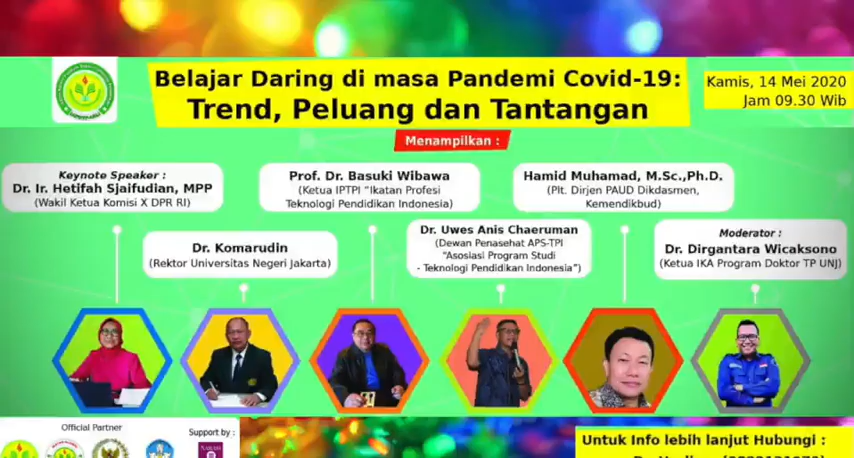 Belajar Daring di masa Pandemi Covid-19:
Trend, Peluang dan Tantangan
Kamis, 14 Mei 2020
Jam 09.30 Wib
Menampilkan :
Keynote Speaker :
Dr. Ir. Hetifah Sjaifudian, MPP
(Wakil Ketua Komisi X DPR RI)
Prof. Dr. Basuki Wibawa
(Ketua IPTPI "Ikatan Profesi
Teknologi Pendidikan Indonesia)
Hamid Muhamad, M.Sc.,Ph.D.
(Plt. Dirjen PAUD Dikdasmen,
Kemendikbud)
Dr. Komarudin
(Rektor Universitas Negeri Jakarta)
Dr. Uwes Anis Chaeruman
(Dewan Penasehat APS-TPI
"Asosiasi Program Studi
- Teknologi Pendidikan Indonesia")
Moderator :
Dr. Dirgantara Wicaksono
(Ketua IKA Program Doktor TP UNJ)
Official Partner
Support by :
Untuk Info lebih lanjut Hubungi :